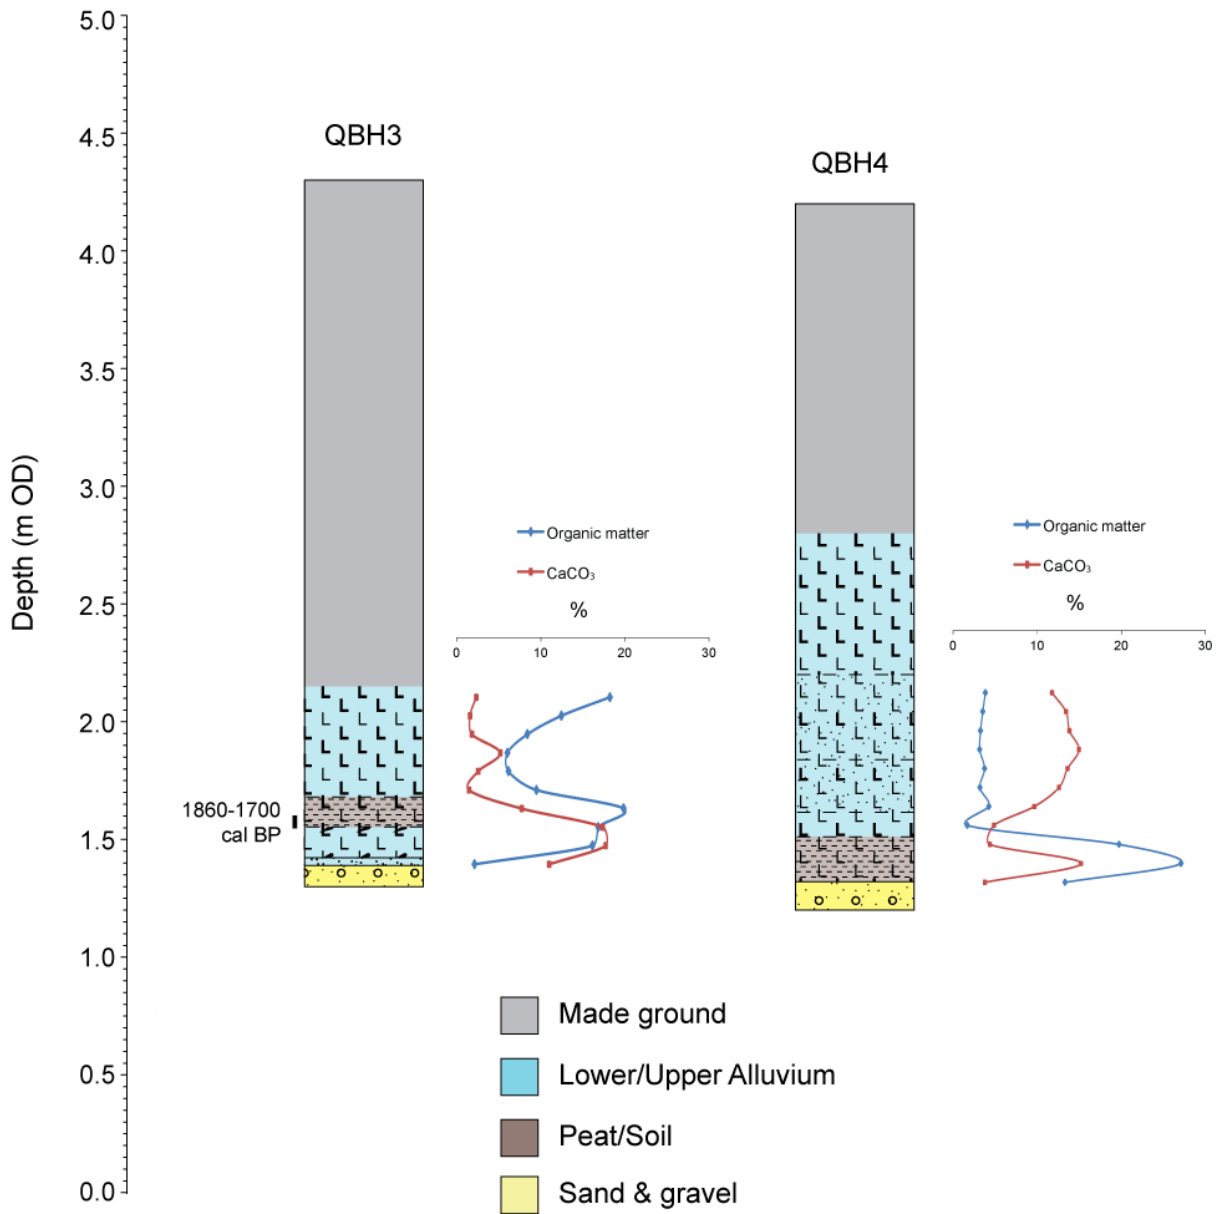 5.0
4.5
4.0
3.5
3.0
2.5
2.0
1.5
1.0
0.5
0.0
Depth (m OD)
QBH3
1860-1700
cal BP
Organic matter
CaCO₃
%
0 10 20 30
QBH4
Organic matter
CaCO₃
%
0 10 20 30
Made ground
Lower/Upper Alluvium
Peat/Soil
Sand & gravel